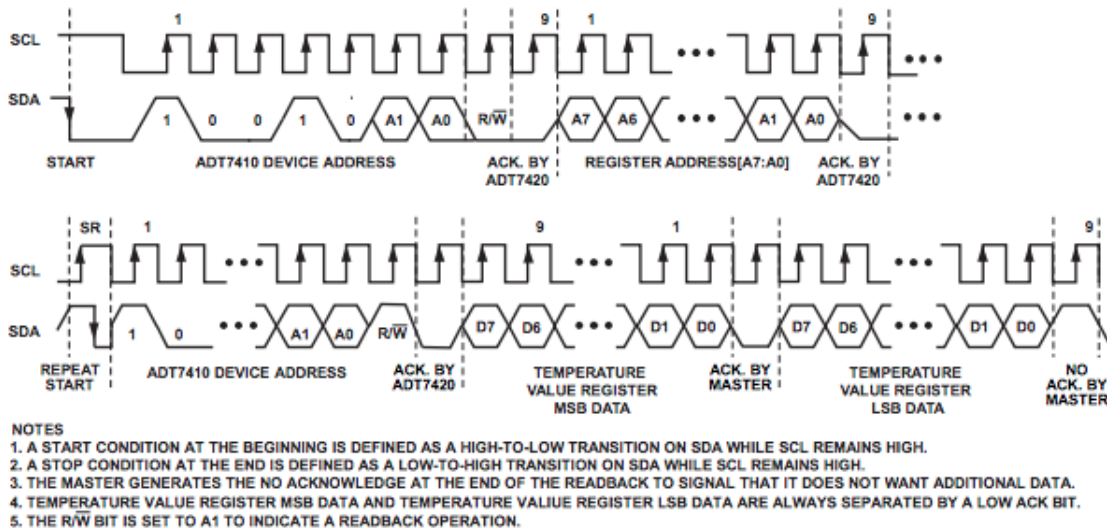 1 9 1 9
SCL
SDA
1 0 0 1 0 A1 A0 R/W A7 A6 A1 A0
START ADT7410 DEVICE ADDRESS ACK. BY REGISTER ADDRESS[A7:A0] ACK. BY
ADT7420 ADT7420
SR 1 9 1 9
SCL
SDA
1 0 A1 A0 R/W D7 D6 D1 D0 D7 D6 D1 D0
REPEAT ADT7410 DEVICE ADDRESS ACK. BY TEMPERATURE ACK. BY TEMPERATURE NO
START ADT7420 VALUE REGISTER MASTER VALUE REGISTER ACK. BY
MSB DATA LSB DATA MASTER
NOTES
1. A START CONDITION AT THE BEGINNING IS DEFINED AS A HIGH-TO-LOW TRANSITION ON SDA WHILE SCL REMAINS HIGH.
2. A STOP CONDITION AT THE END IS DEFINED AS A LOW-TO-HIGH TRANSITION ON SDA WHILE SCL REMAINS HIGH.
3. THE MASTER GENERATES THE NO ACKNOWLEDGE AT THE END OF THE READBACK TO SIGNAL THAT IT DOES NOT WANT ADDITIONAL DATA.
4. TEMPERATURE VALUE REGISTER MSB DATA AND TEMPERATURE VALIUE REGISTER LSB DATA ARE ALWAYS SEPARATED BY A LOW ACK BIT.
5. THE R/W BIT IS SET TO A1 TO INDICATE A READBACK OPERATION.